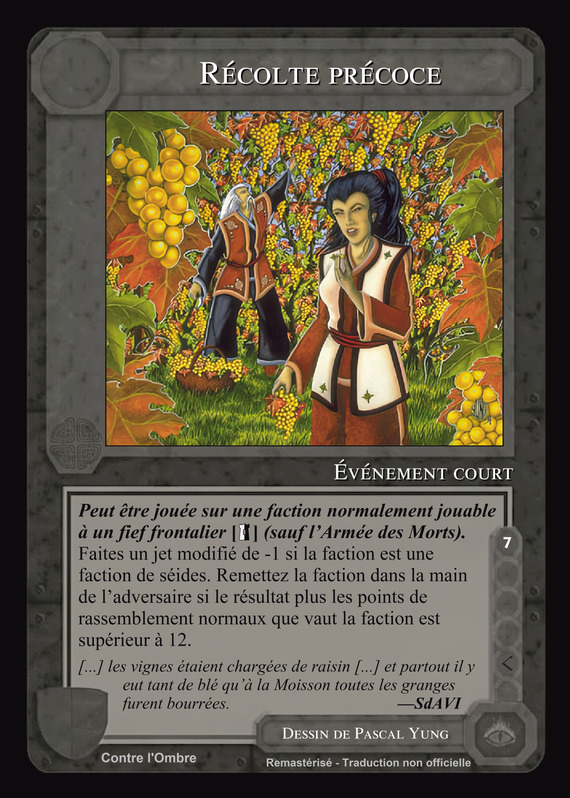 Récolte précoce
Événement court
Peut être jouée sur une faction normalement jouable
à un fief frontalier [] (sauf l'Armée des Morts).
Faites un jet modifié de -1 si la faction est une
faction de séides. Remettez la faction dans la main
de l'adversaire si le résultat plus les points de
rassemblement normaux que vaut la faction est
supérieur à 12.
7
[...] les vignes étaient chargées de raisin [...] et partout il y
eut tant de blé qu'à la Moisson toutes les granges
furent bourrées.
—SdAVI
Dessin de Pascal Yung
Contre l'Ombre
Remastérisé - Traduction non officielle